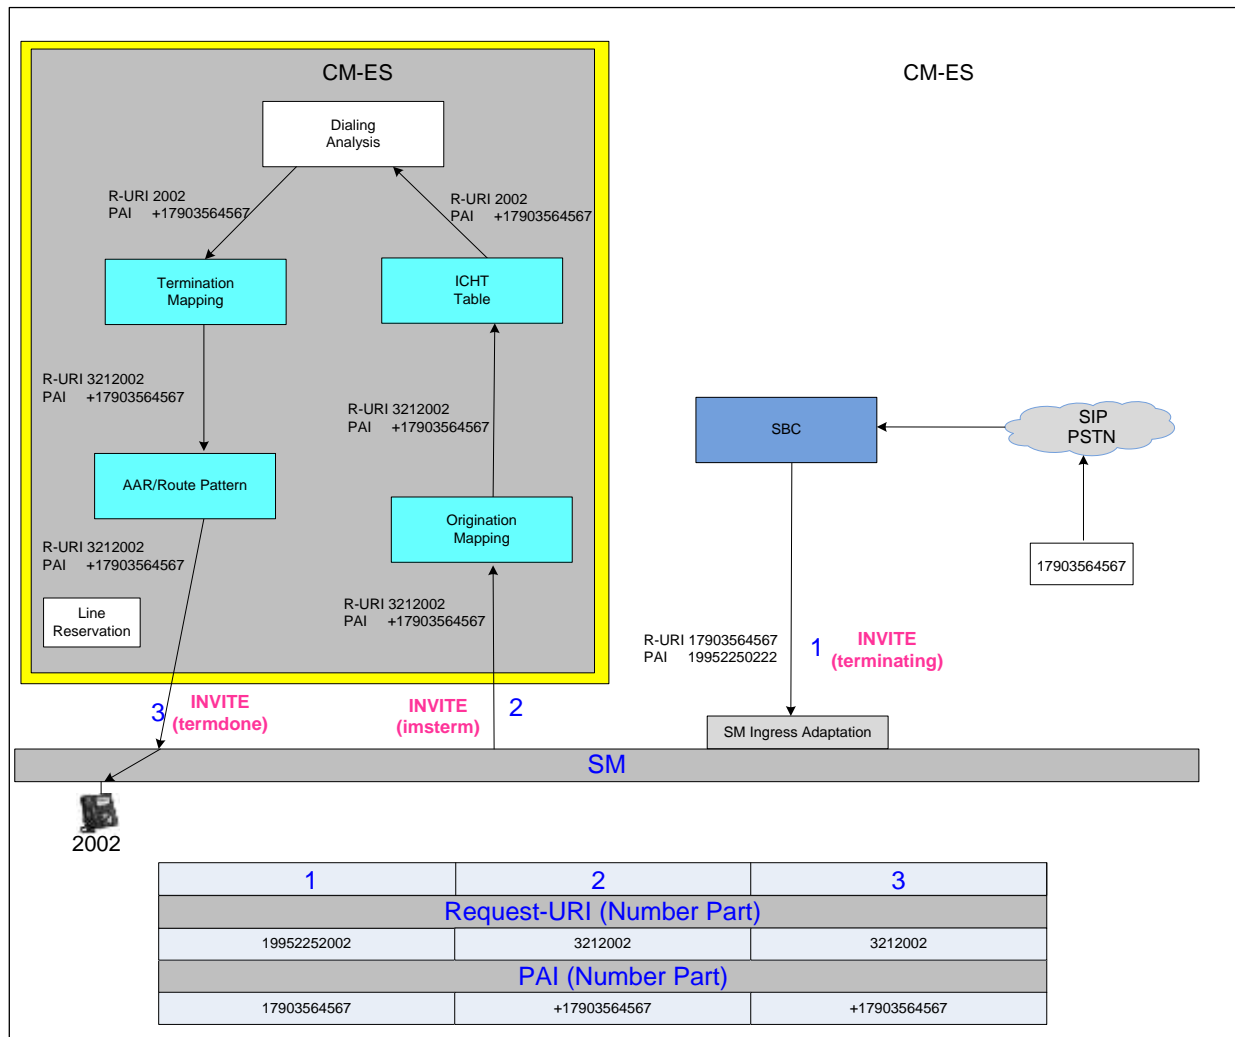 CM-ES
CM-ES
Dialing
Analysis
R-URI 2002
PAI +17903564567
R-URI 2002
PAI +17903564567
Termination
Mapping
ICHT
Table
R-URI 3212002
PAI +17903564567
R-URI 3212002
PAI +17903564567
SBC
SIP
PSTN
AAR/Route Pattern
Origination
Mapping
R-URI 3212002
PAI +17903564567
17903564567
Line
Reservation
R-URI 3212002
PAI +17903564567
R-URI 17903564567
PAI 19952250222
1
INVITE
(terminating)
3
INVITE
(termdone)
INVITE
(imsterm)
2
SM Ingress Adaptation
SM
2002
1 2 3
Request-URI (Number Part)
19952252002 3212002 3212002
PAI (Number Part)
17903564567 +17903564567 +17903564567